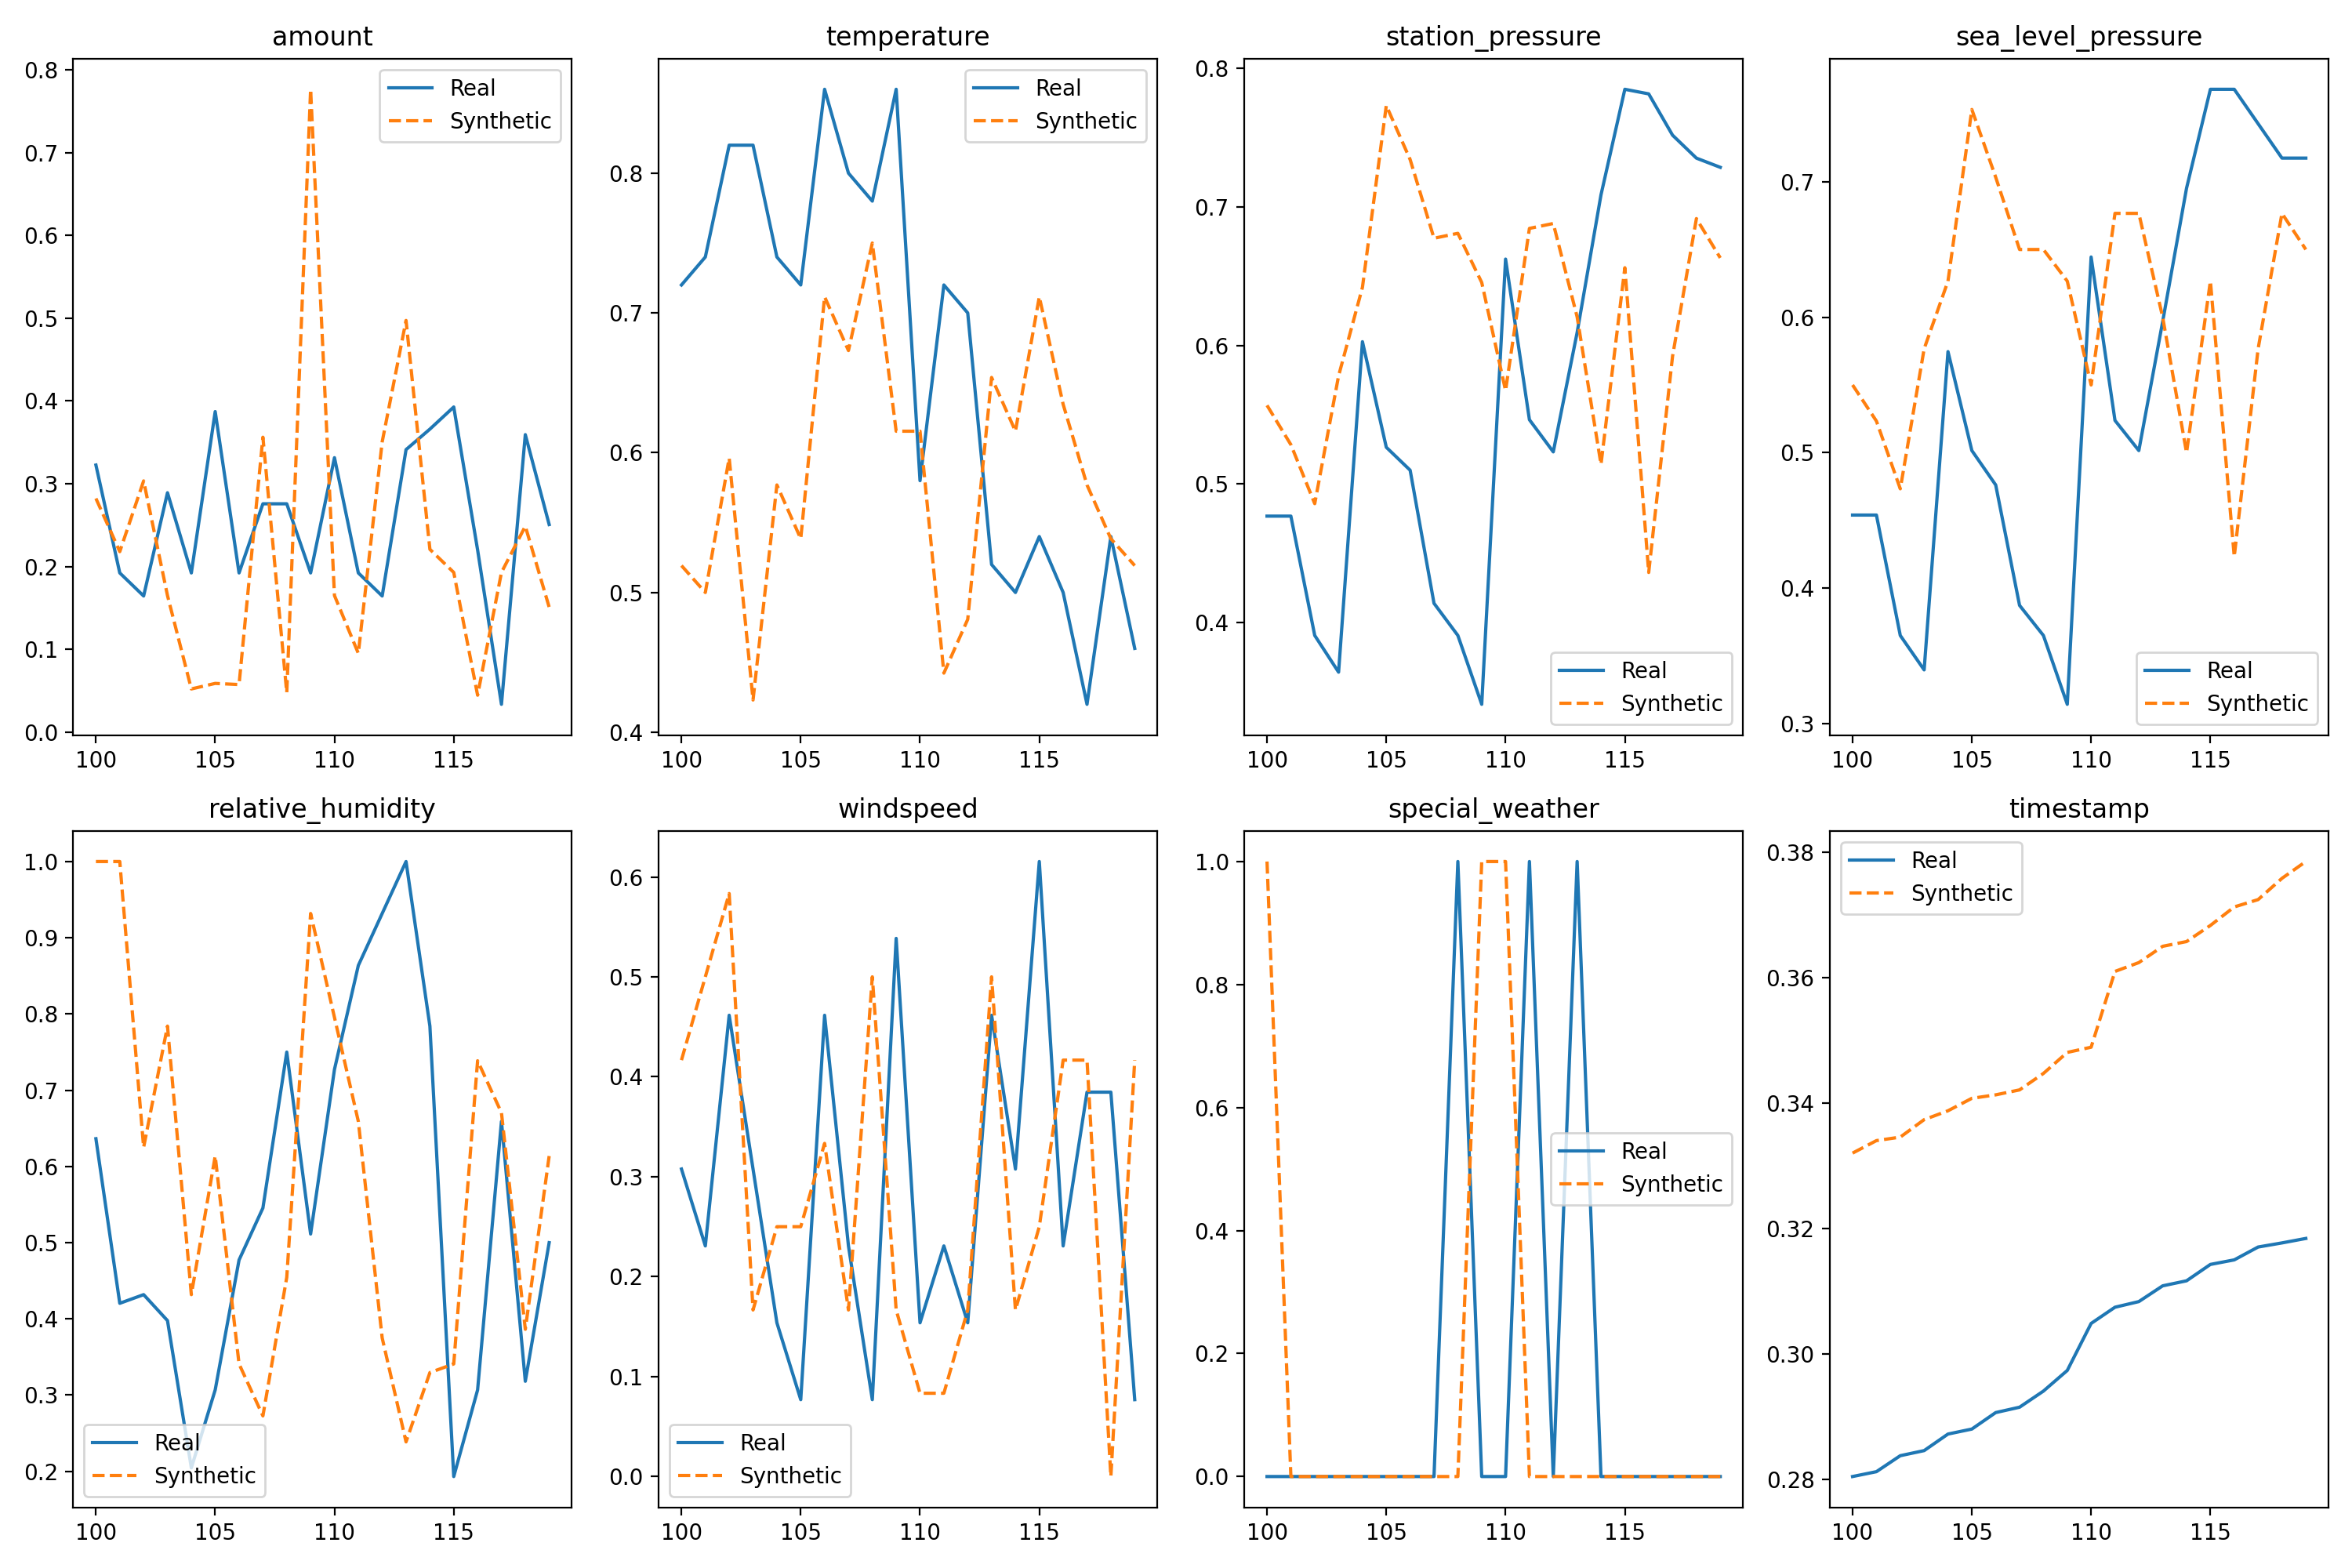 amount
0.8
0.7
0.6
0.5
0.4
0.3
0.2
0.1
0.0
100 105 110 115
Real
Synthetic
temperature
0.8
0.7
0.6
0.5
0.4
100 105 110 115
Real
Synthetic
station_pressure
0.8
0.7
0.6
0.5
0.4
100 105 110 115
Real
Synthetic
sea_level_pressure
0.7
0.6
0.5
0.4
0.3
100 105 110 115
Real
Synthetic
relative_humidity
1.0
0.9
0.8
0.7
0.6
0.5
0.4
0.3
0.2
100 105 110 115
Real
Synthetic
windspeed
0.6
0.5
0.4
0.3
0.2
0.1
0.0
100 105 110 115
Real
Synthetic
special_weather
1.0
0.8
0.6
0.4
0.2
0.0
100 105 110 115
Real
Synthetic
timestamp
0.38
0.36
0.34
0.32
0.30
0.28
100 105 110 115
Real
Synthetic